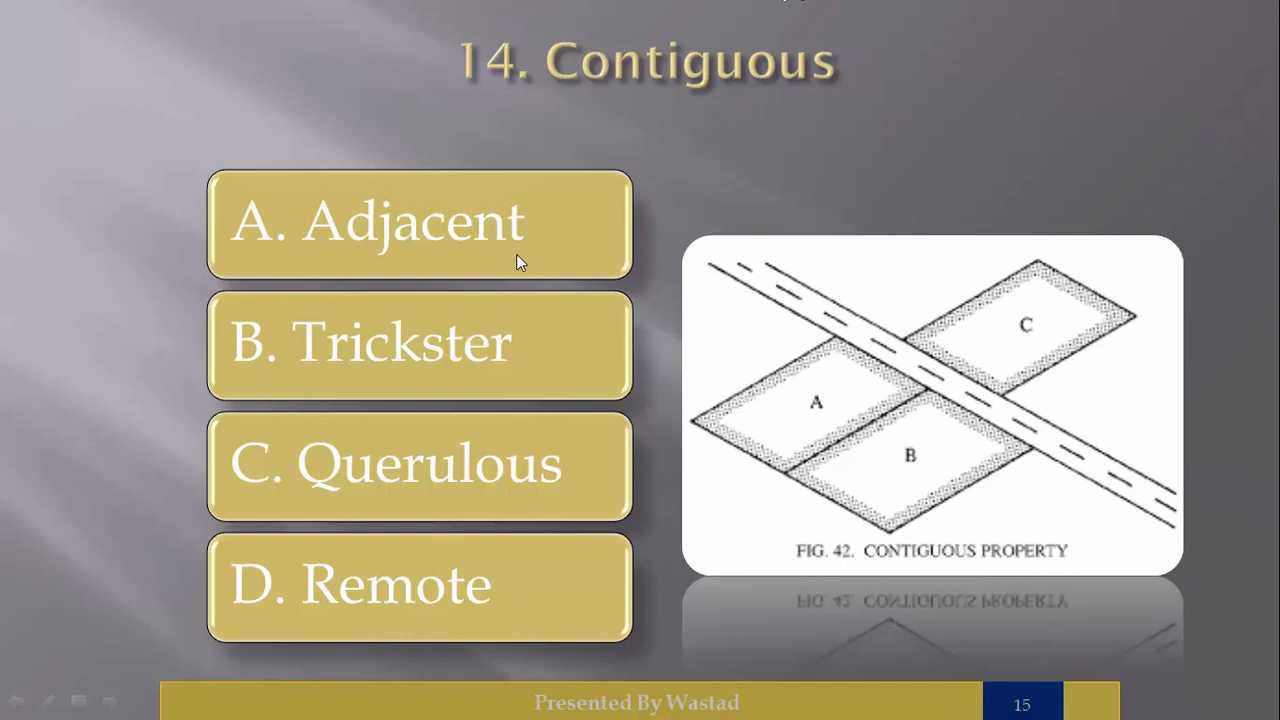 14. Contiguous
A. Adjacent
B. Trickster
C. Querulous
D. Remote
A
B
C
FIG. 42. CONTIGUOUS PROPERTY
Presented By Wastad
15